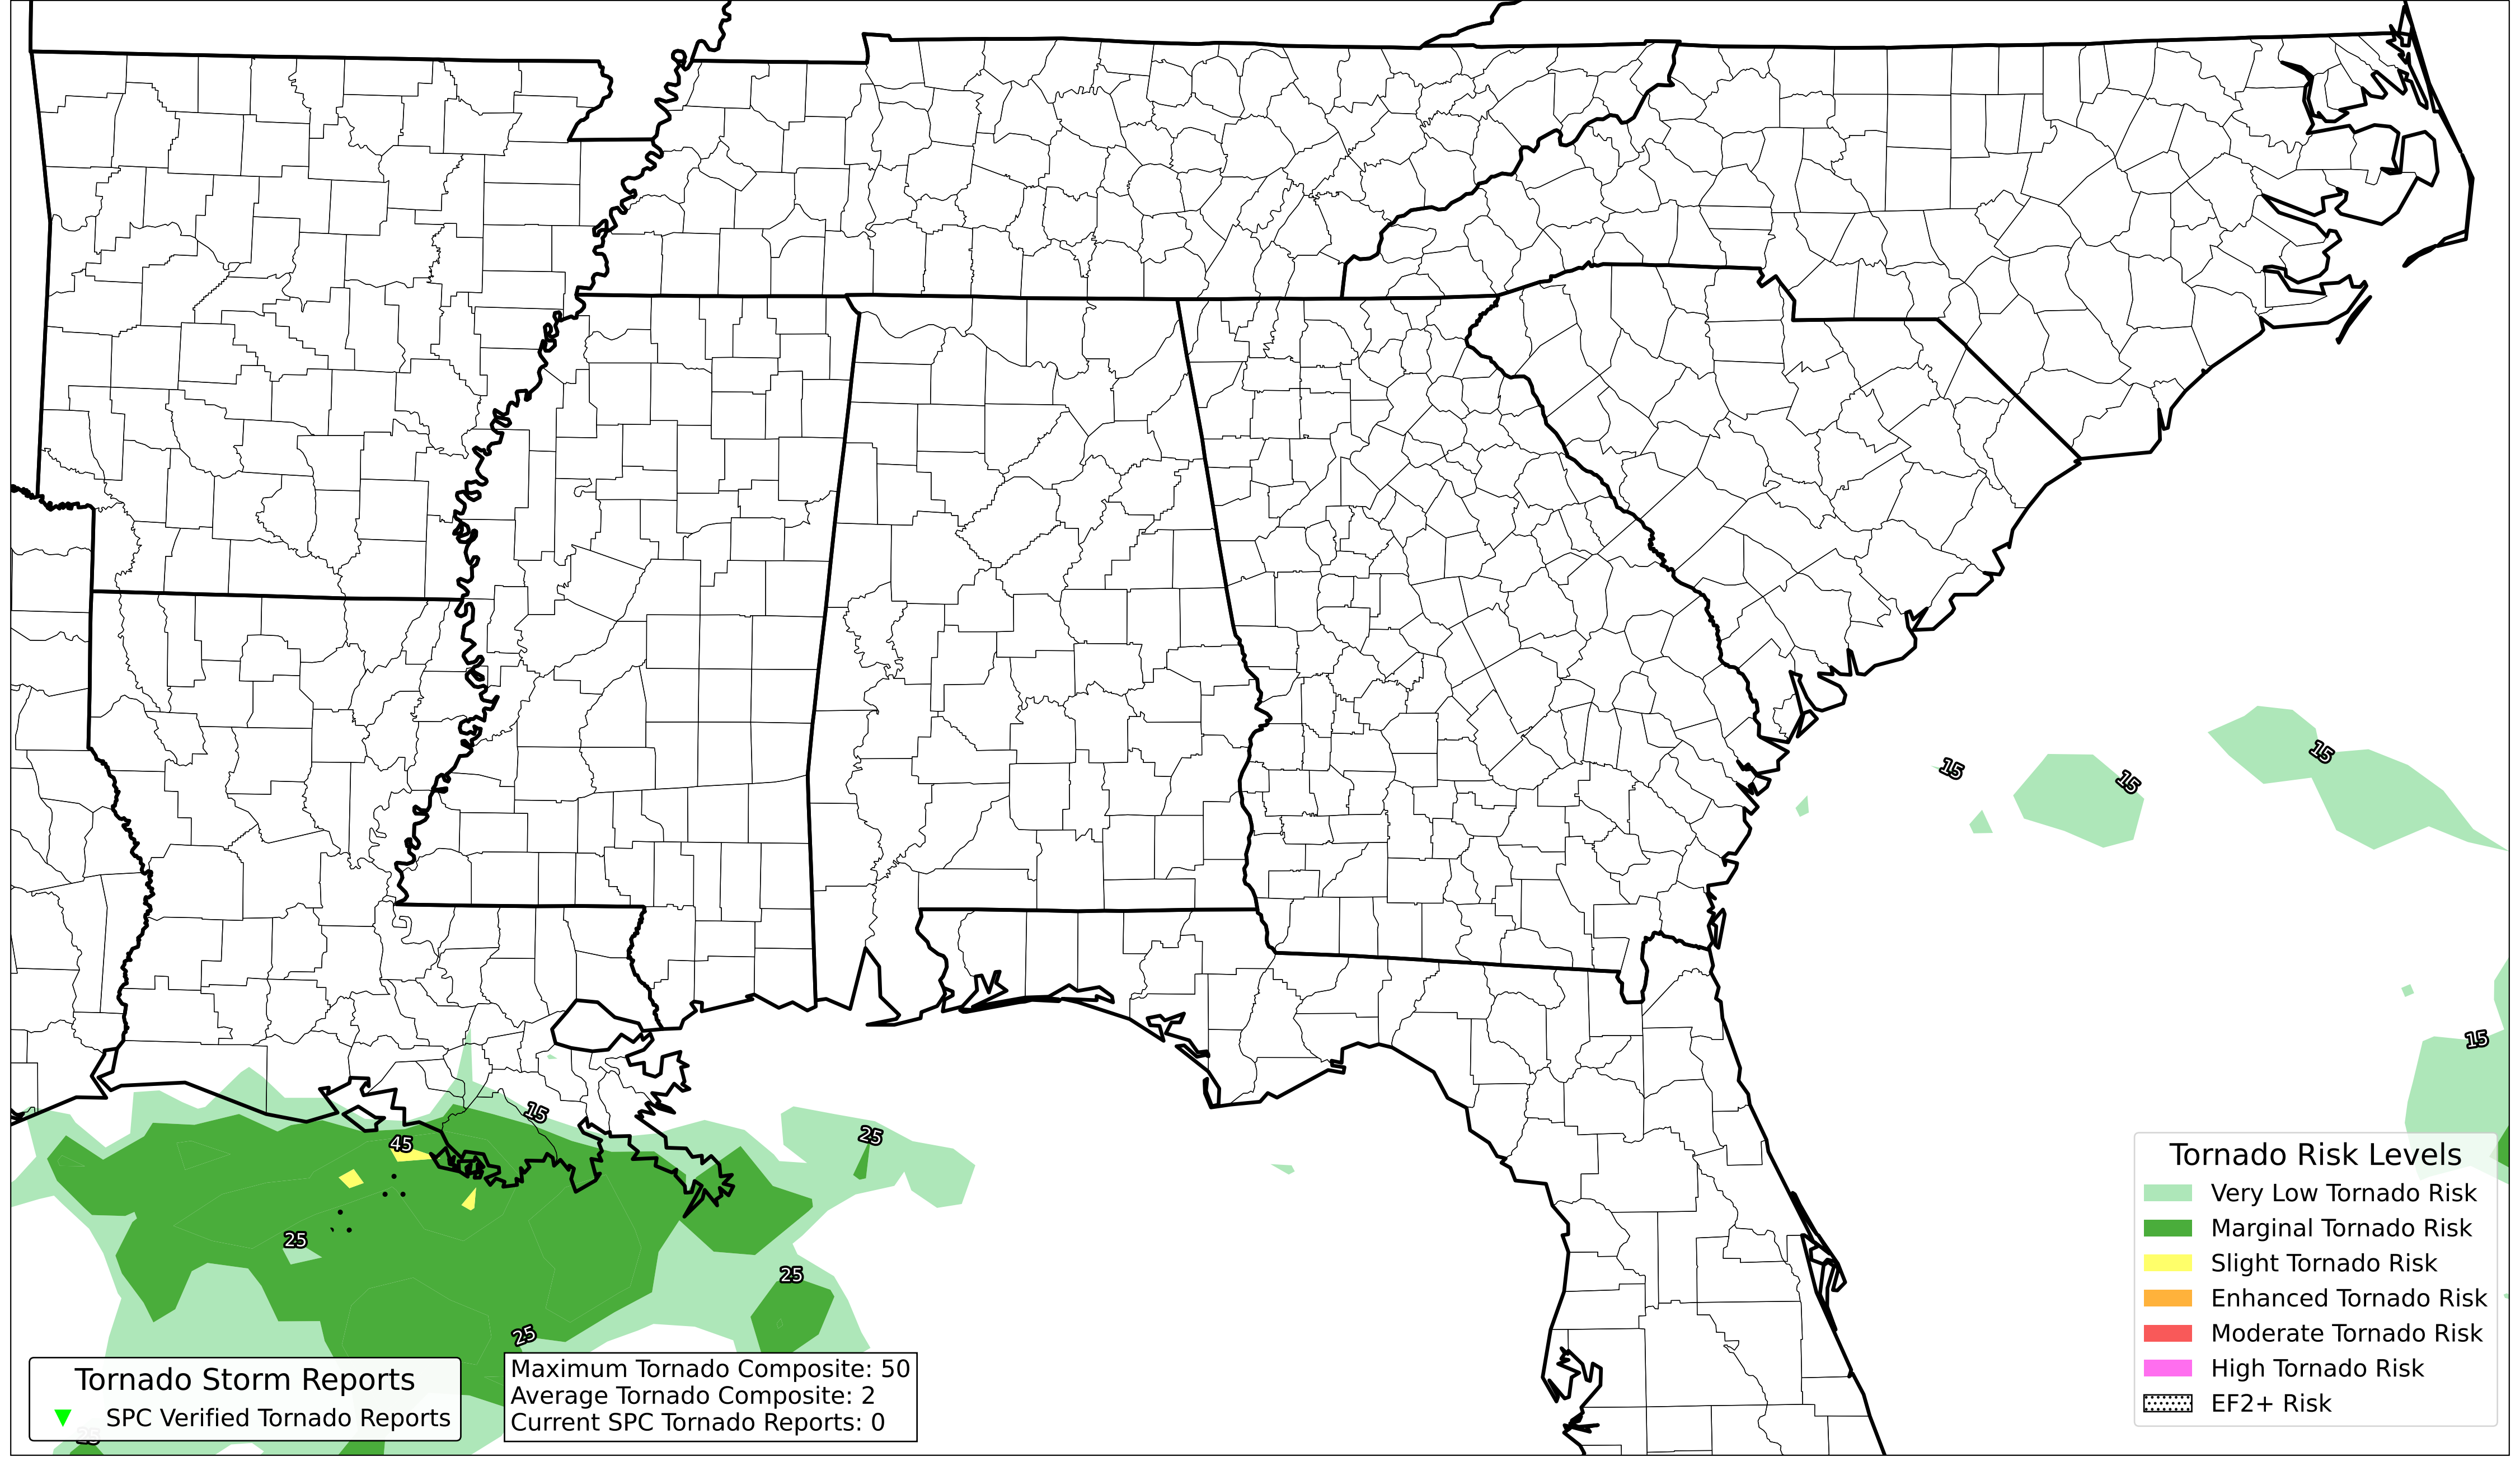 15
15
15
15
15
25
45
25
25
25
25
Tornado Risk Levels
Very Low Tornado Risk
Marginal Tornado Risk
Slight Tornado Risk
Enhanced Tornado Risk
Moderate Tornado Risk
High Tornado Risk
EF2+ Risk
Tornado Storm Reports
SPC Verified Tornado Reports
Maximum Tornado Composite: 50
Average Tornado Composite: 2
Current SPC Tornado Reports: 0